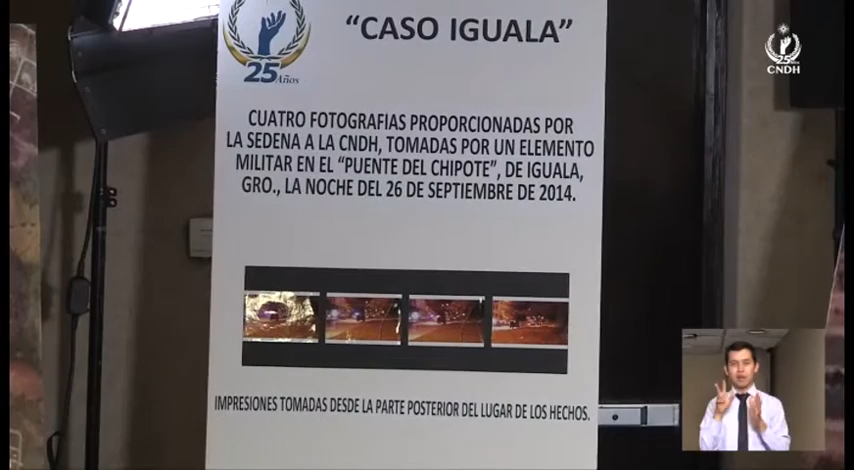 "CASO IGUALA"
25 Años
CUATRO FOTOGRAFIAS PROPORCIONADAS POR
LA SEDENA A LA CNDH, TOMADAS POR UN ELEMENTO
MILITAR EN EL "PUENTE DEL CHIPOTE", DE IGUALA,
GRO., LA NOCHE DEL 26 DE SEPTIEMBRE DE 2014.
IMPRESIONES TOMADAS DESDE LA PARTE POSTERIOR DEL LUGAR DE LOS HECHOS.
25 Años
CNDH